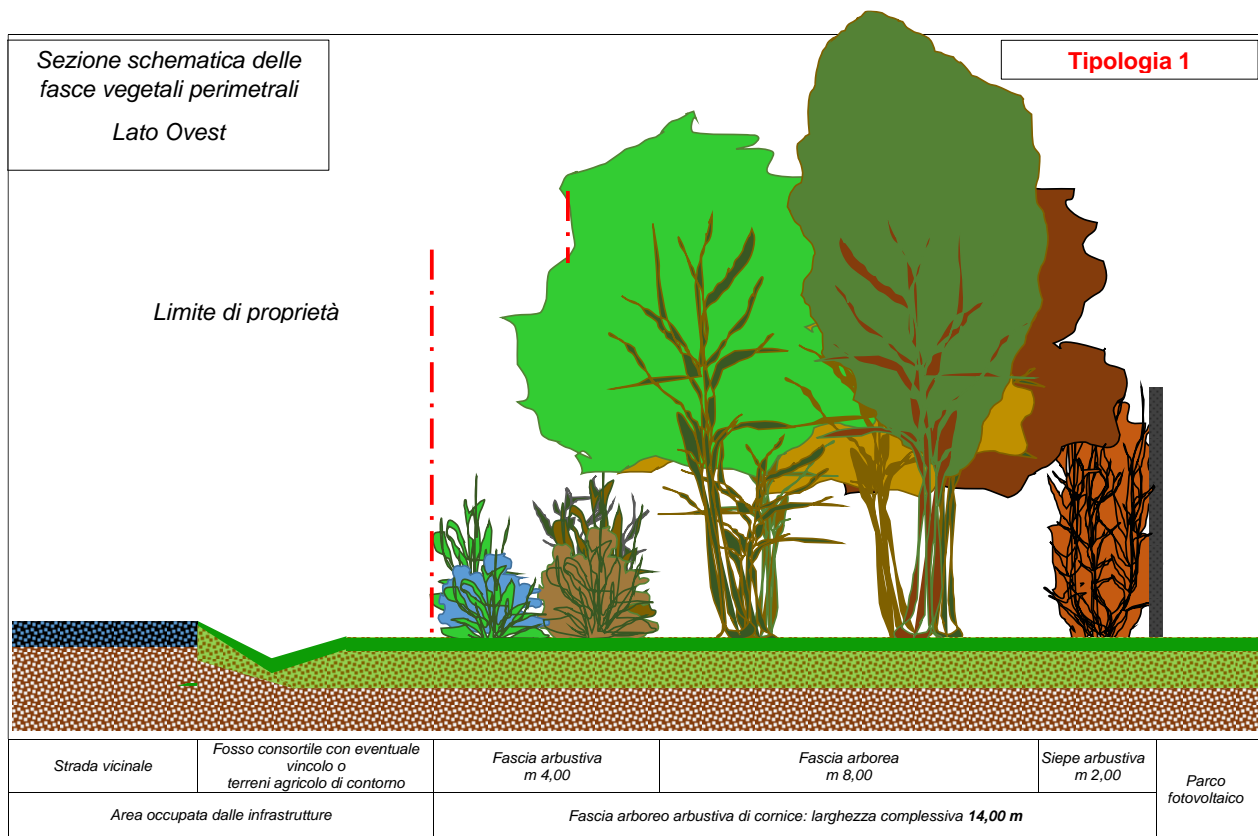 Sezione schematica delle
fasce vegetali perimetrali
Lato Ovest
Tipologia 1
Limite di proprietà
Strada vicinale
Fosso consortile con eventuale
vincolo o
terreni agricolo di contorno
Fascia arbustiva
m 4,00
Fascia arborea
m 8,00
Siepe arbustiva
m 2,00
Parco
fotovoltaico
Area occupata dalle infrastrutture
Fascia arboreo arbustiva di cornice: larghezza complessiva 14,00 m